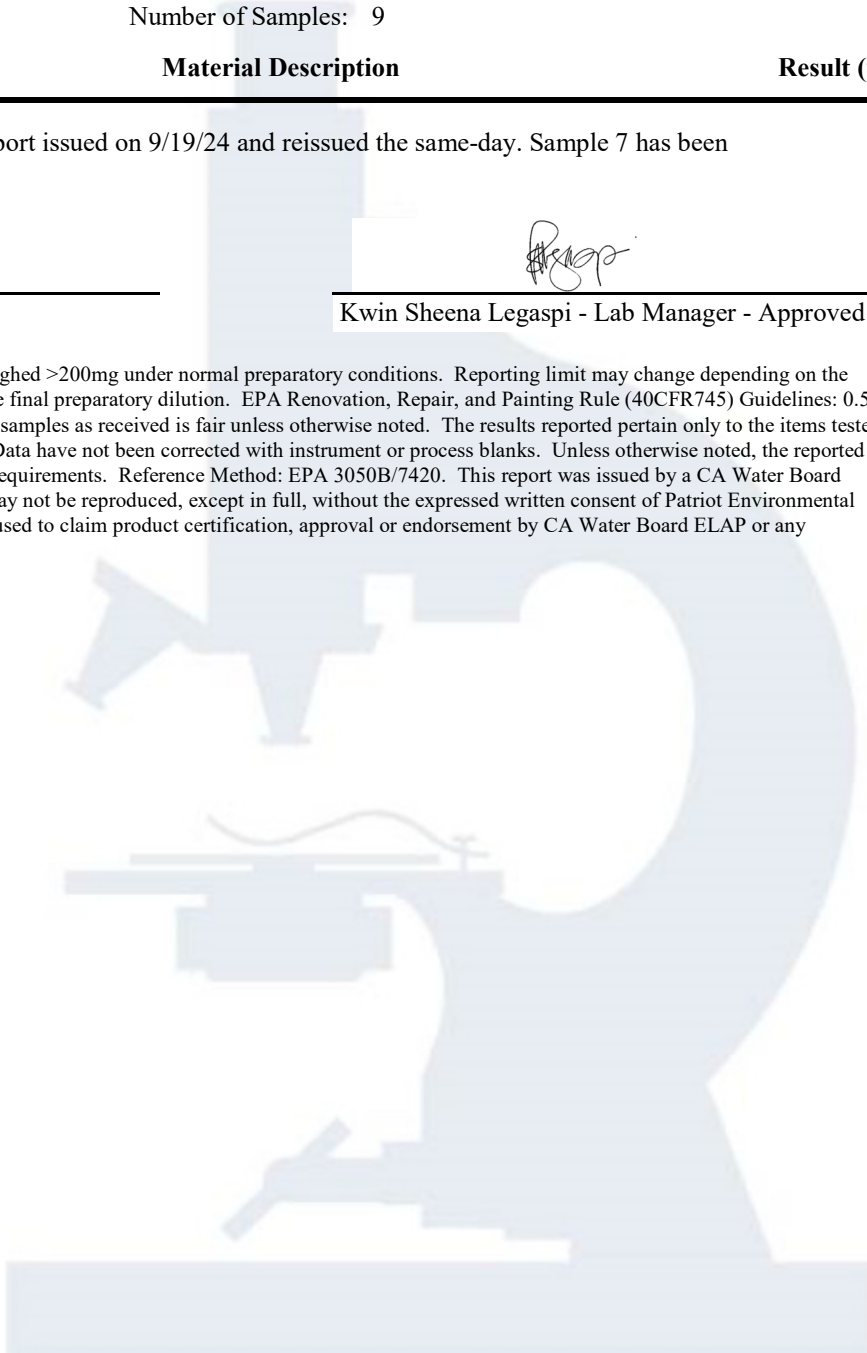 Number of Samples: 9
Material Description Result (
port issued on 9/19/24 and reissued the same-day. Sample 7 has been
Kwin Sheena Legaspi - Lab Manager - Approved
ghed >200mg under normal preparatory conditions. Reporting limit may change depending on the
e final preparatory dilution. EPA Renovation, Repair, and Painting Rule (40CFR745) Guidelines: 0.5
samples as received is fair unless otherwise noted. The results reported pertain only to the items teste
Data have not been corrected with instrument or process blanks. Unless otherwise noted, the reported
equirements. Reference Method: EPA 3050B/7420. This report was issued by a CA Water Board
ay not be reproduced, except in full, without the expressed written consent of Patriot Environmental
used to claim product certification, approval or endorsement by CA Water Board ELAP or any